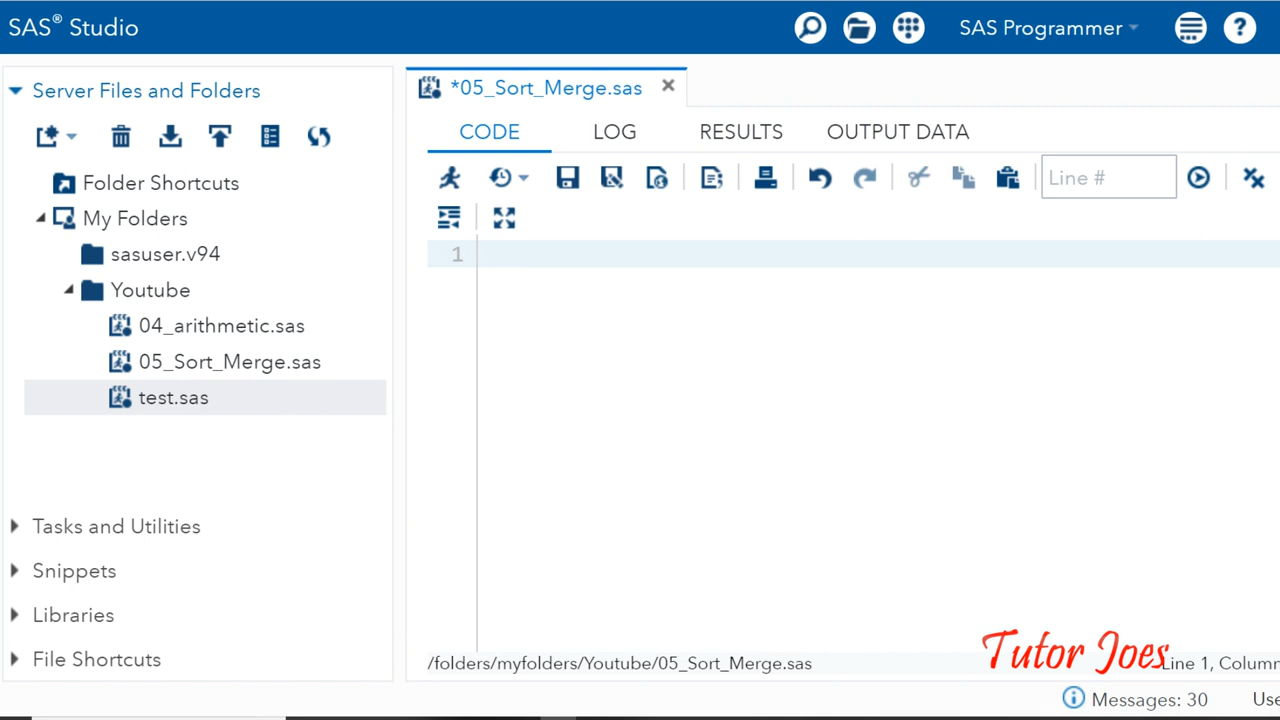 SAS® Studio
SAS Programmer
Server Files and Folders
Folder Shortcuts
My Folders
sasuser.v94
Youtube
04_arithmetic.sas
05_Sort_Merge.sas
test.sas
Tasks and Utilities
Snippets
Libraries
File Shortcuts
*05_Sort_Merge.sas
CODE LOG RESULTS OUTPUT DATA
Line #
1
/folders/myfolders/Youtube/05_Sort_Merge.sas
Tutor Joes
Line 1, Column
Messages: 30
Use